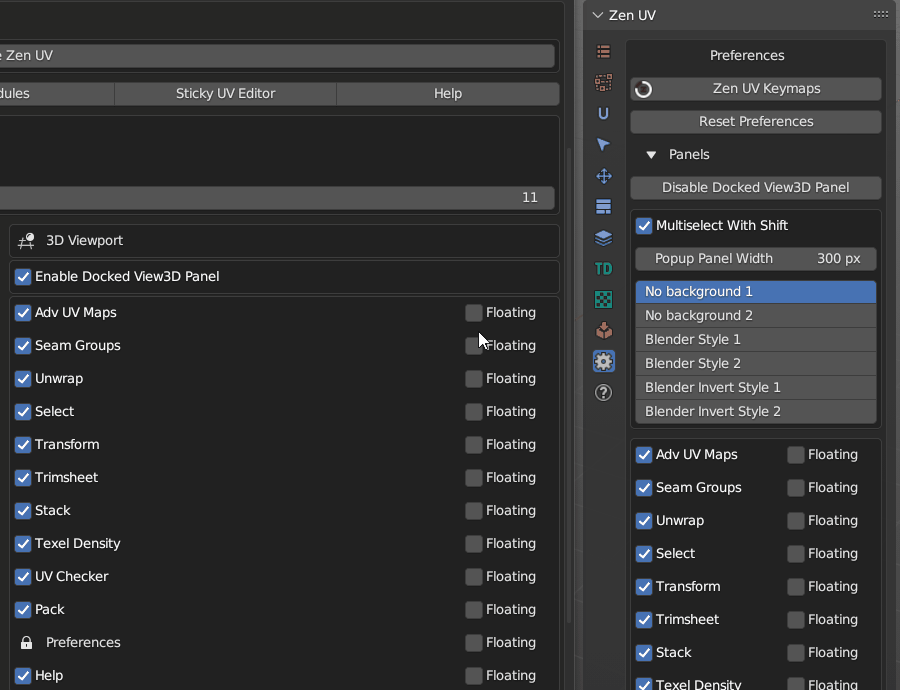 e Zen UV
dules
Sticky UV Editor
Help
11
3D Viewport
Enable Docked View3D Panel
Adv UV Maps Floating
Seam Groups Floating
Unwrap Floating
Select Floating
Transform Floating
Trimsheet Floating
Stack Floating
Texel Density Floating
UV Checker Floating
Pack Floating
Preferences Floating
Help Floating
Zen UV
TD
Preferences
Zen UV Keymaps
Reset Preferences
Panels
Disable Docked View3D Panel
Multiselect With Shift
Popup Panel Width 300 px
No background 1
No background 2
Blender Style 1
Blender Style 2
Blender Invert Style 1
Blender Invert Style 2
Adv UV Maps Floating
Seam Groups Floating
Unwrap Floating
Select Floating
Transform Floating
Trimsheet Floating
Stack Floating
Texel Density Floating